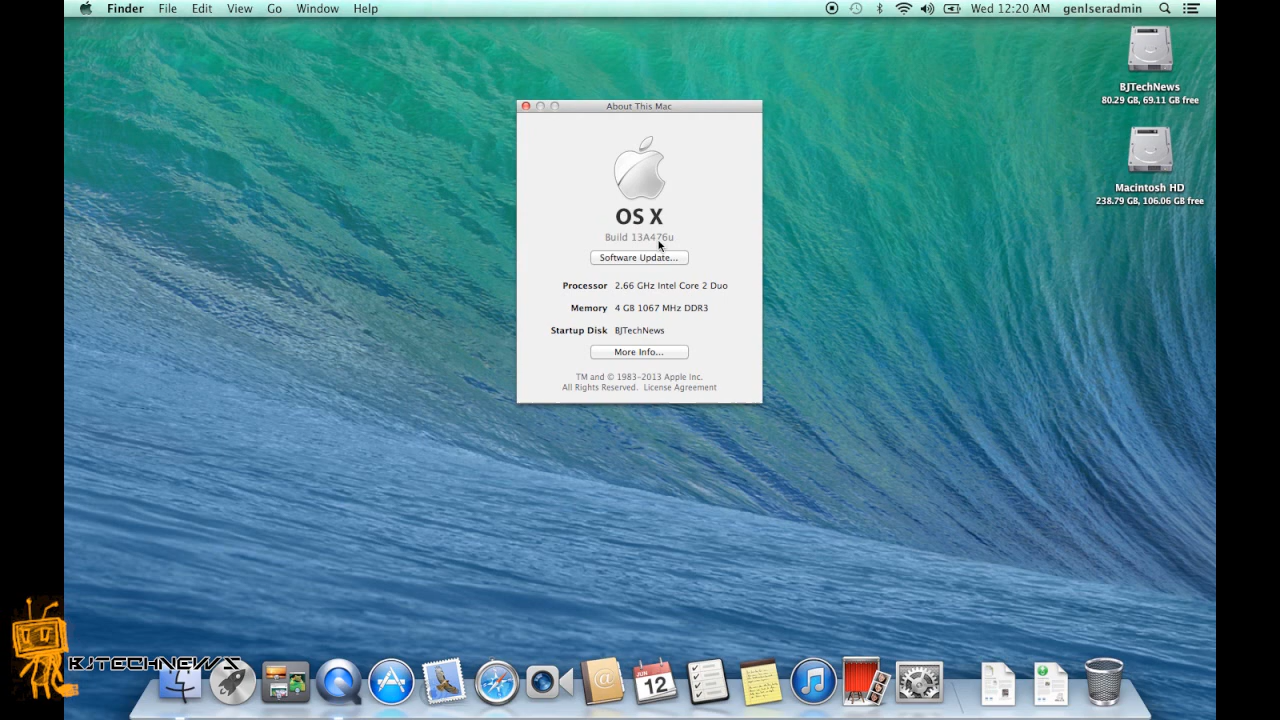 Finder File Edit View Go Window Help Wed 12:20 AM genlseradmin
BJTechNews
80.29 GB, 69.11 GB free
Macintosh HD
238.79 GB, 106.06 GB free
About This Mac
OS X
Build 13A476u
Software Update...
Processor 2.66 GHz Intel Core 2 Duo
Memory 4 GB 1067 MHz DDR3
Startup Disk BJTechNews
More Info...
TM and © 1983-2013 Apple Inc.
All Rights Reserved. License Agreement
BJTECHNEWS
JUN
12
@